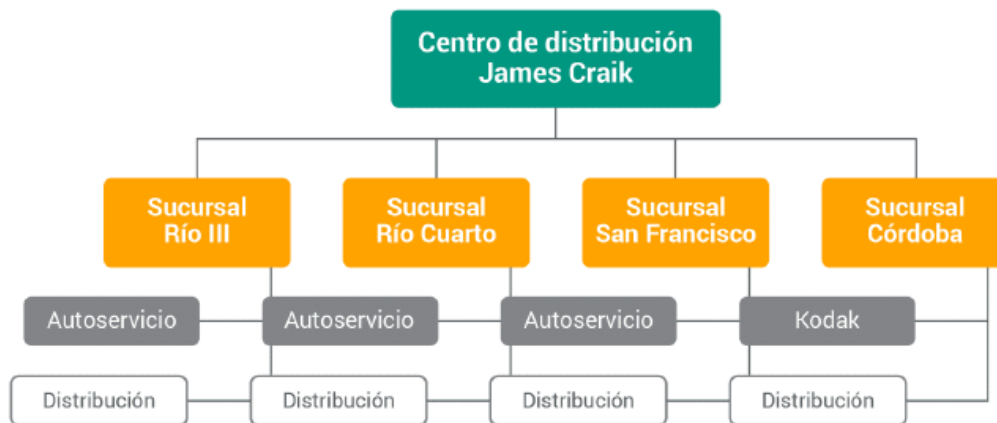 Centro de distribución
James Craik
Sucursal
Río III
Sucursal
Río Cuarto
Sucursal
San Francisco
Sucursal
Córdoba
Autoservicio
Autoservicio
Autoservicio
Kodak
Distribución
Distribución
Distribución
Distribución